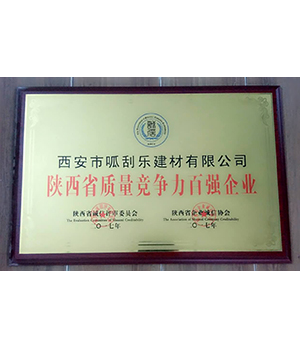 西安市呱刮乐建材有限公司
陕西省质量竞争力百强企业
陕西省诚信评审委员会 陕西省企业诚信协会
二〇一七年 二〇一七年